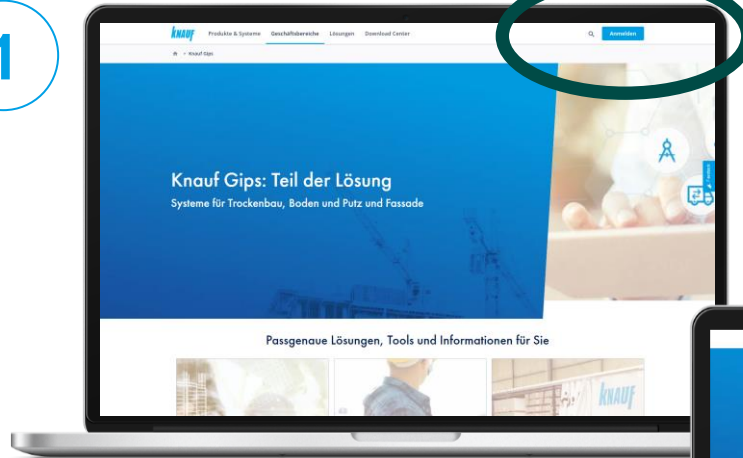 1
KNAUF Produkte & Systeme Geschäftsbereiche Lösungen Download Center Anmelden
Knauf Gips
Knauf Gips: Teil der Lösung
Systeme für Trockenbau, Boden und Putz und Fassade
Passgenaue Lösungen, Tools und Informationen für Sie
KNAUF